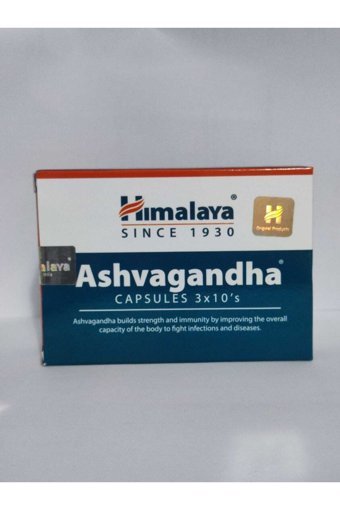 Himalaya®
SINCE 1930
H
Original Products
alaya
Ashvagandha®
CAPSULES 3x10's
Ashvagandha builds strength and immunity by improving the overall
capacity of the body to fight infections and diseases.